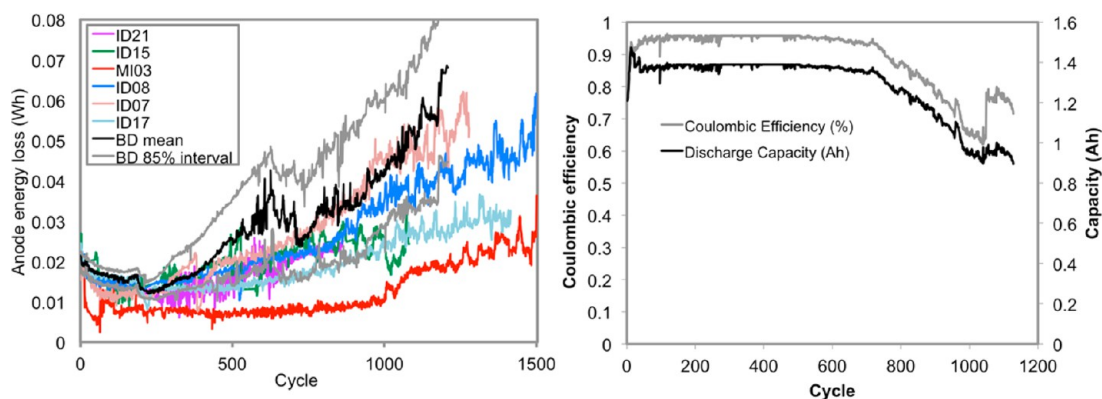 Anode energy loss (Wh)
0.08
0.07
0.06
0.05
0.04
0.03
0.02
0.01
0
ID21
ID15
MI03
ID08
ID07
ID17
BD mean
BD 85% interval
0 500 1000 1500
Cycle
Coulombic efficiency
1
0.9
0.8
0.7
0.6
0.5
0.4
0.3
0.2
0.1
0
Coulombic Efficiency (%)
Discharge Capacity (Ah)
0 200 400 600 800 1000 1200
Cycle
1.6
1.4
1.2
1
0.8
0.6
0.4
0.2
0
Capacity (Ah)